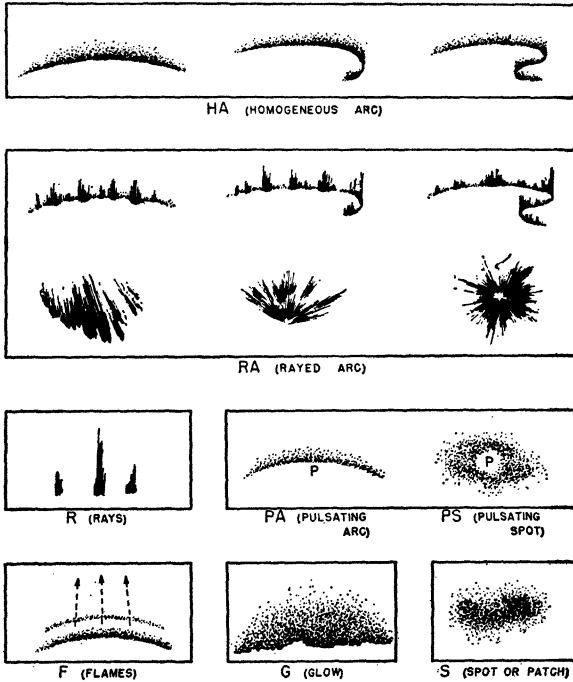 HA (HOMOGENEOUS ARC)
RA (RAYED ARC)
P
P
R (RAYS)
PA (PULSATING
ARC)
PS (PULSATING
SPOT)
F (FLAMES)
G (GLOW)
S (SPOT OR PATCH)